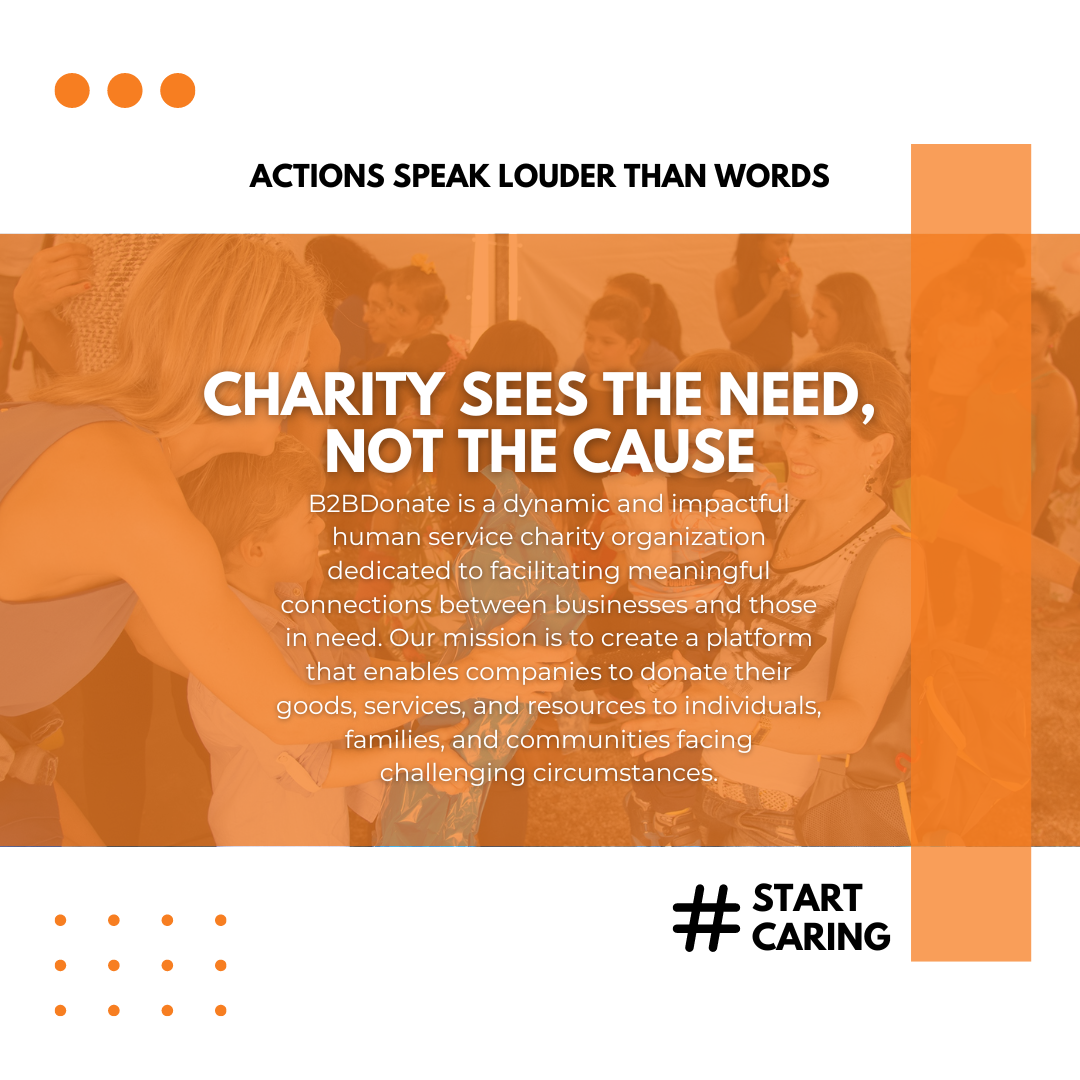 ACTIONS SPEAK LOUDER THAN WORDS
CHARITY SEES THE NEED,
NOT THE CAUSE
B2BDonate is a dynamic and impactful
human service charity organization
dedicated to facilitating meaningful
connections between businesses and those
in need. Our mission is to create a platform
that enables companies to donate their
goods, services, and resources to individuals,
families, and communities facing
challenging circumstances.
# START
CARING